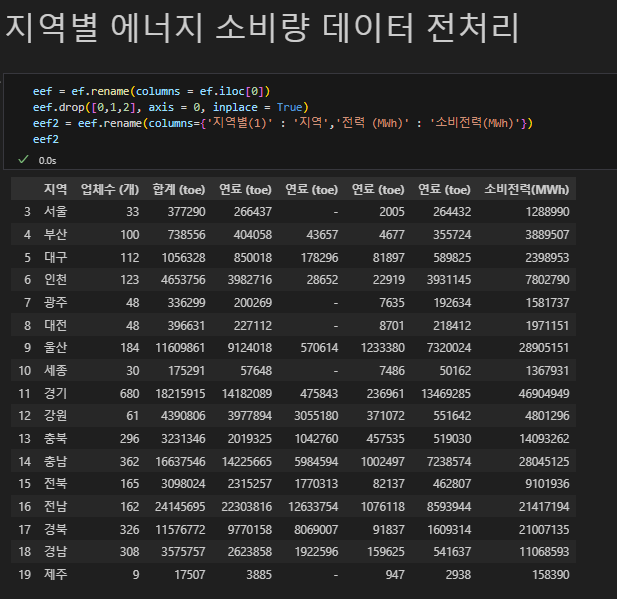 지역별 에너지 소비량 데이터 전처리
eef = ef.rename(columns = ef.iloc[0])
eef.drop([0,1,2], axis = 0, inplace = True)
eef2 = eef.rename(columns={'지역별(1)' : '지역','전력 (MWh)' : '소비전력(MWh)'})
eef2
0.0s
지역 업체수 (개) 합계 (toe) 연료 (toe) 연료 (toe) 연료 (toe) 연료 (toe) 소비전력(MWh)
3 서울 33 377290 266437 - 2005 264432 1288990
4 부산 100 738556 404058 43657 4677 355724 3889507
5 대구 112 1056328 850018 178296 81897 589825 2398953
6 인천 123 4653756 3982716 28652 22919 3931145 7802790
7 광주 48 336299 200269 - 7635 192634 1581737
8 대전 48 396631 227112 - 8701 218412 1971151
9 울산 184 11609861 9124018 570614 1233380 7320024 28905151
10 세종 30 175291 57648 - 7486 50162 1367931
11 경기 680 18215915 14182089 475843 236961 13469285 46904949
12 강원 61 4390806 3977894 3055180 371072 551642 4801296
13 충북 296 3231346 2019325 1042760 457535 519030 14093262
14 충남 362 16637546 14225665 5984594 1002497 7238574 28045125
15 전북 165 3098024 2315257 1770313 82137 462807 9101936
16 전남 162 24145695 22303816 12633754 1076118 8593944 21417194
17 경북 326 11576772 9770158 8069007 91837 1609314 21007135
18 경남 308 3575757 2623858 1922596 159625 541637 11068593
19 제주 9 17507 3885 - 947 2938 158390